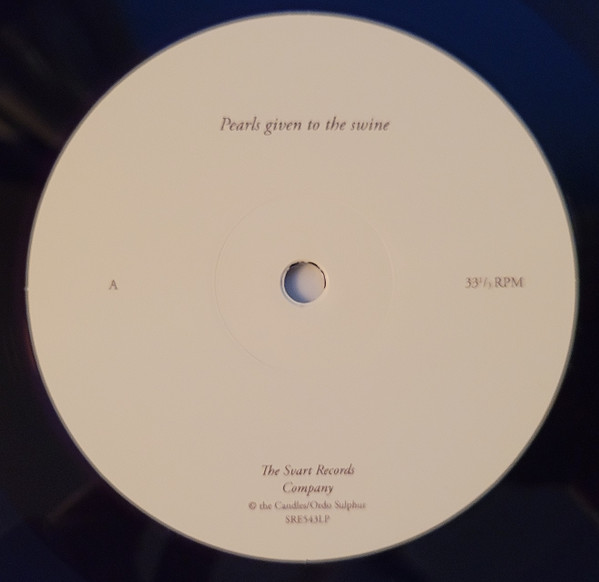 Pearls given to the swine
A
33⅓ RPM
The Svart Records
Company
© the Candles/Ordo Sulphur
SRE543LP